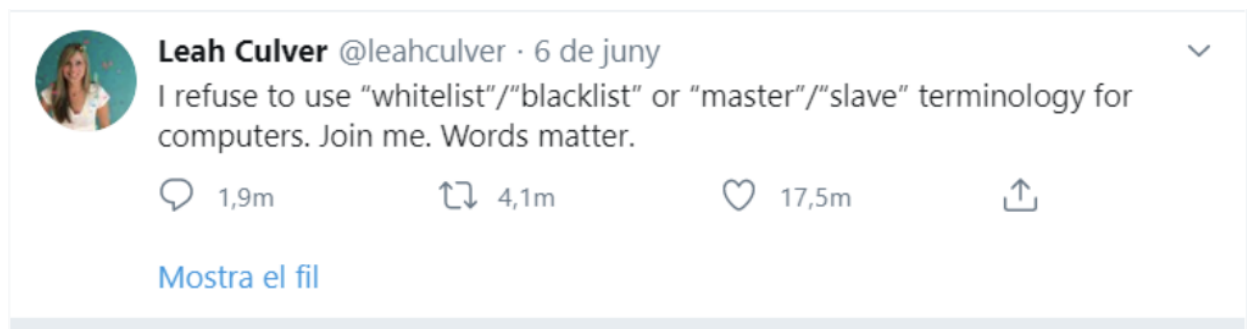 Leah Culver @leahculver · 6 de juny
I refuse to use “whitelist”/“blacklist” or “master”/“slave” terminology for
computers. Join me. Words matter.
1,9m 4,1m 17,5m
Mostra el fil